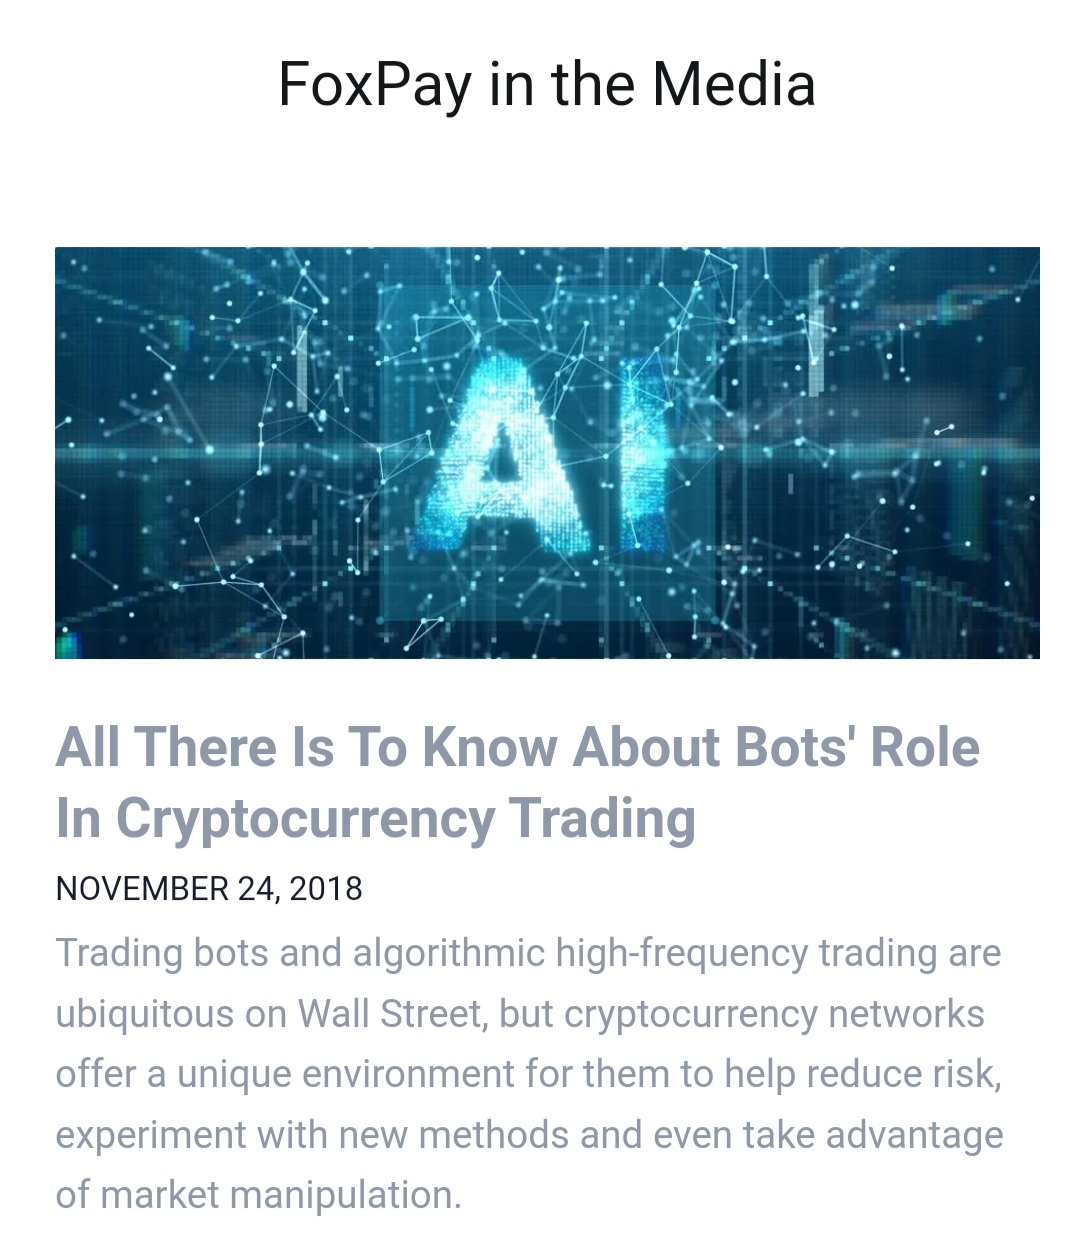 FoxPay in the Media
AI
All There Is To Know About Bots' Role
In Cryptocurrency Trading
NOVEMBER 24, 2018
Trading bots and algorithmic high-frequency trading are
ubiquitous on Wall Street, but cryptocurrency networks
offer a unique environment for them to help reduce risk,
experiment with new methods and even take advantage
of market manipulation.